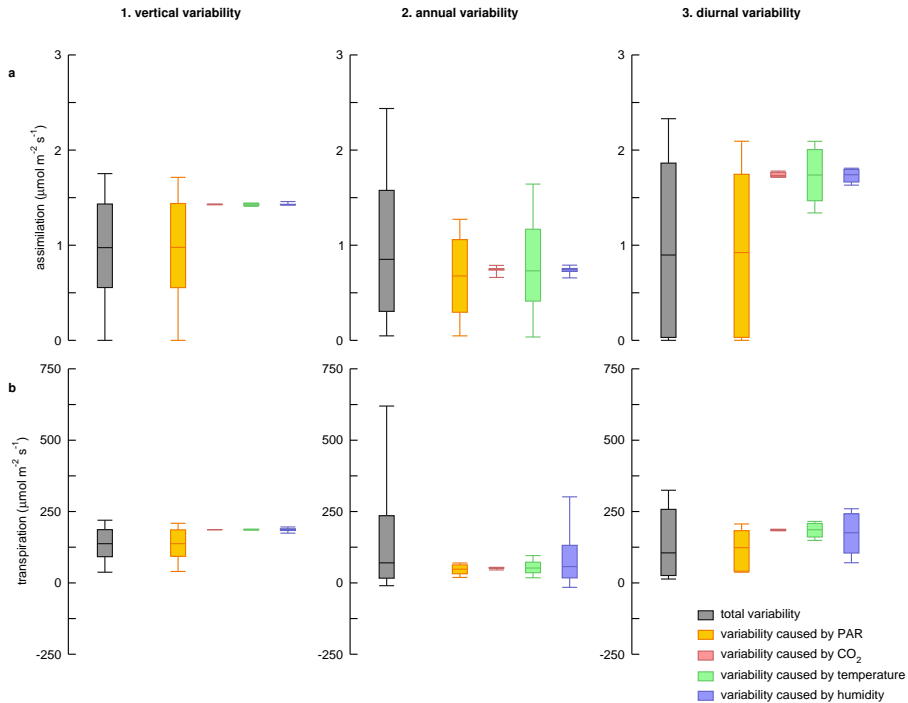 1. vertical variability
2. annual variability
3. diurnal variability
a
assimilation (µmol m⁻² s⁻¹)
3
2
1
0
3
2
1
0
3
2
1
0
b
transpiration (µmol m⁻² s⁻¹)
750
500
250
0
-250
750
500
250
0
-250
750
500
250
0
-250
total variability
variability caused by PAR
variability caused by CO₂
variability caused by temperature
variability caused by humidity